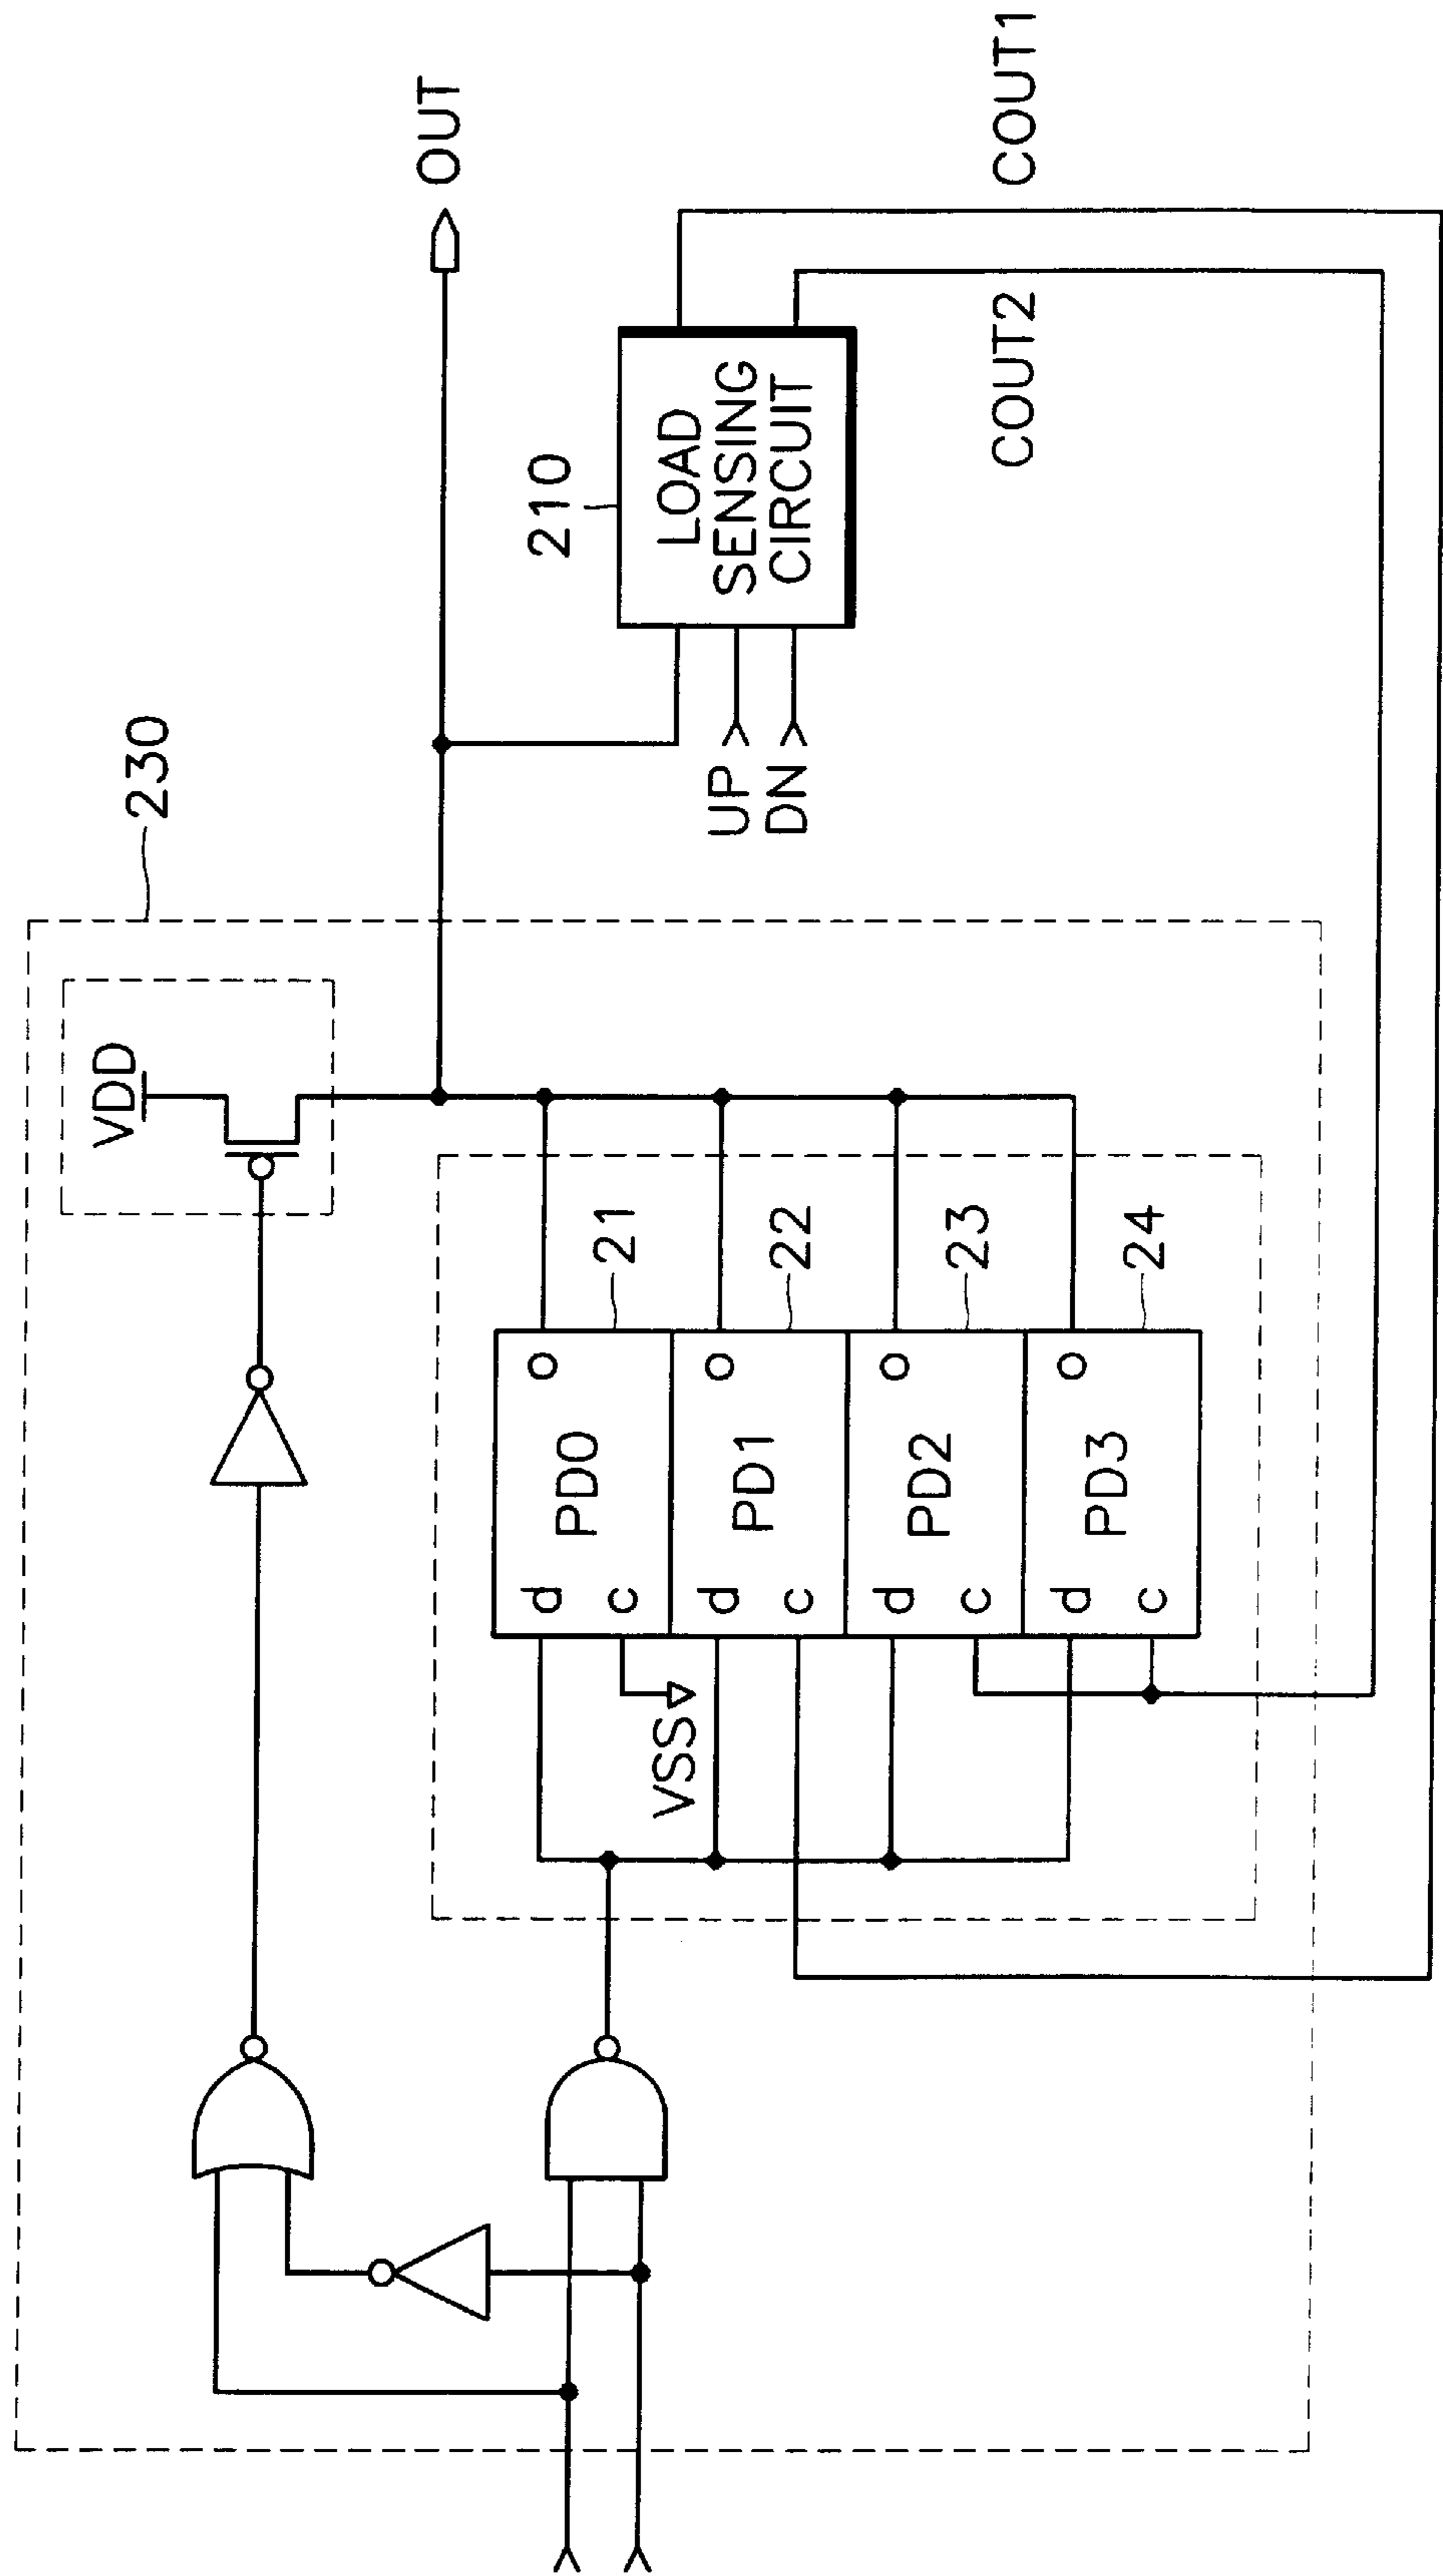 230
VDD
OUT
PD0
d
o
c
21
VSS
PD1
d
o
c
22
PD2
d
o
c
23
PD3
d
o
c
24
210
LOAD
SENSING
CIRCUIT
UP
DN
COUT2
COUT1